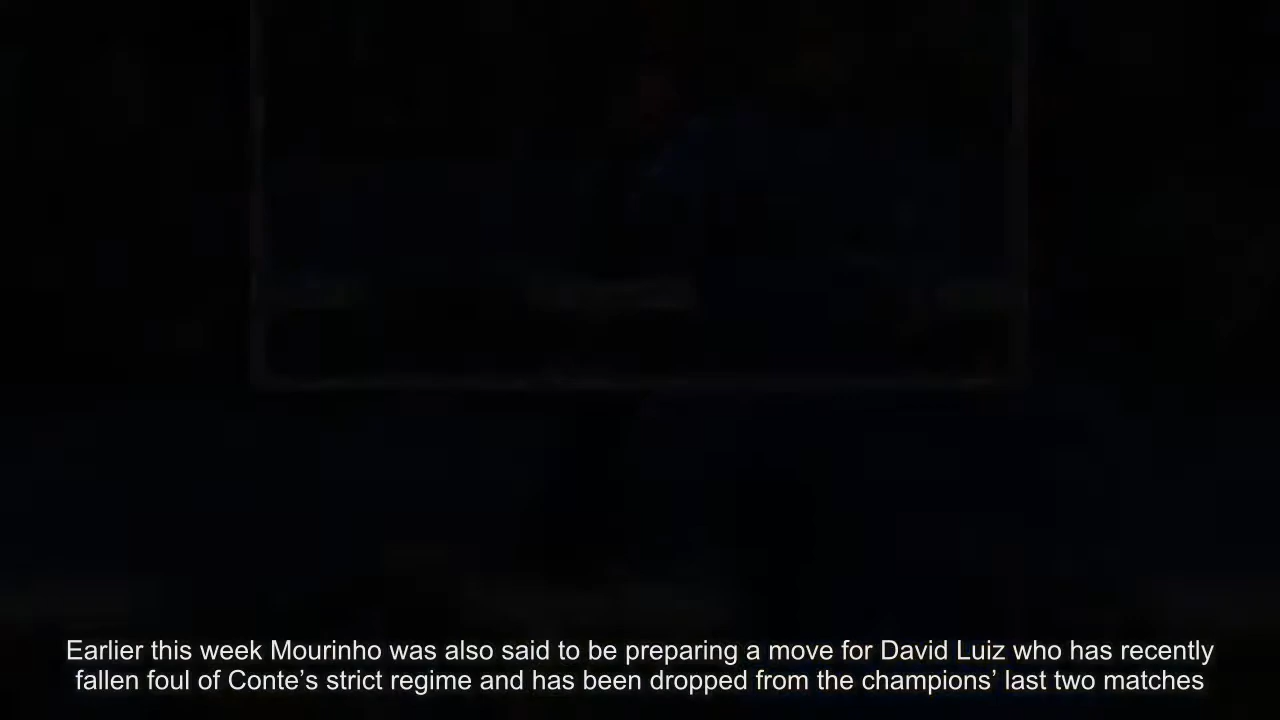 Earlier this week Mourinho was also said to be preparing a move for David Luiz who has recently
fallen foul of Conte’s strict regime and has been dropped from the champions’ last two matches